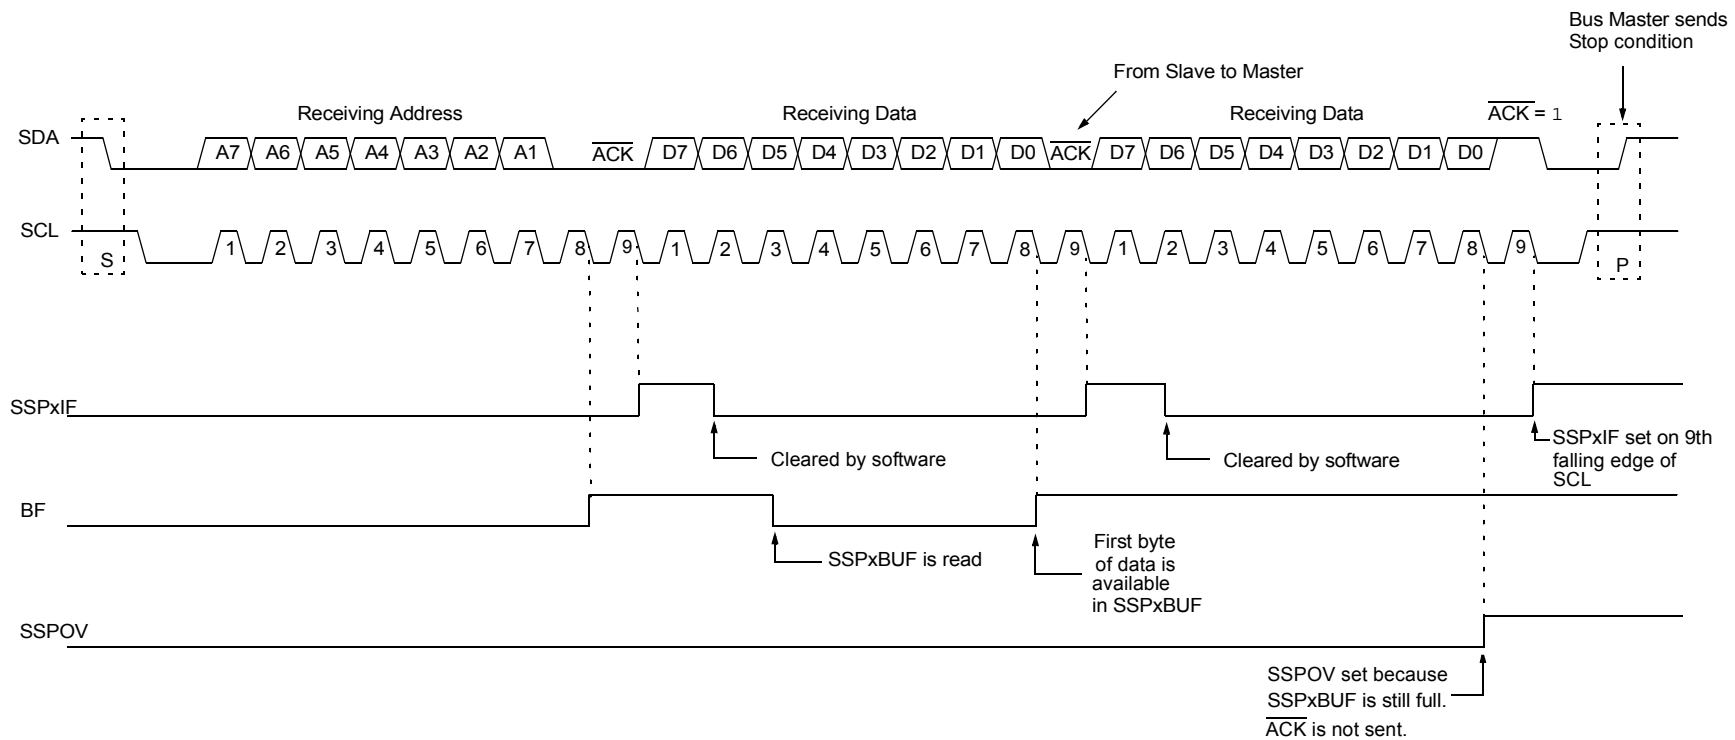 Bus Master sends
Stop condition
From Slave to Master
Receiving Address
Receiving Data
Receiving Data
ACK = 1
SDA
A7 A6 A5 A4 A3 A2 A1 ACK D7 D6 D5 D4 D3 D2 D1 D0 ACK D7 D6 D5 D4 D3 D2 D1 D0
SCL
1 2 3 4 5 6 7 8 9 1 2 3 4 5 6 7 8 9 1 2 3 4 5 6 7 8 9
S
P
SSPxIF
Cleared by software
Cleared by software
SSPxIF set on 9th
falling edge of
SCL
BF
SSPxBUF is read
First byte
of data is
available
in SSPxBUF
SSPOV
SSPOV set because
SSPxBUF is still full.
ACK is not sent.